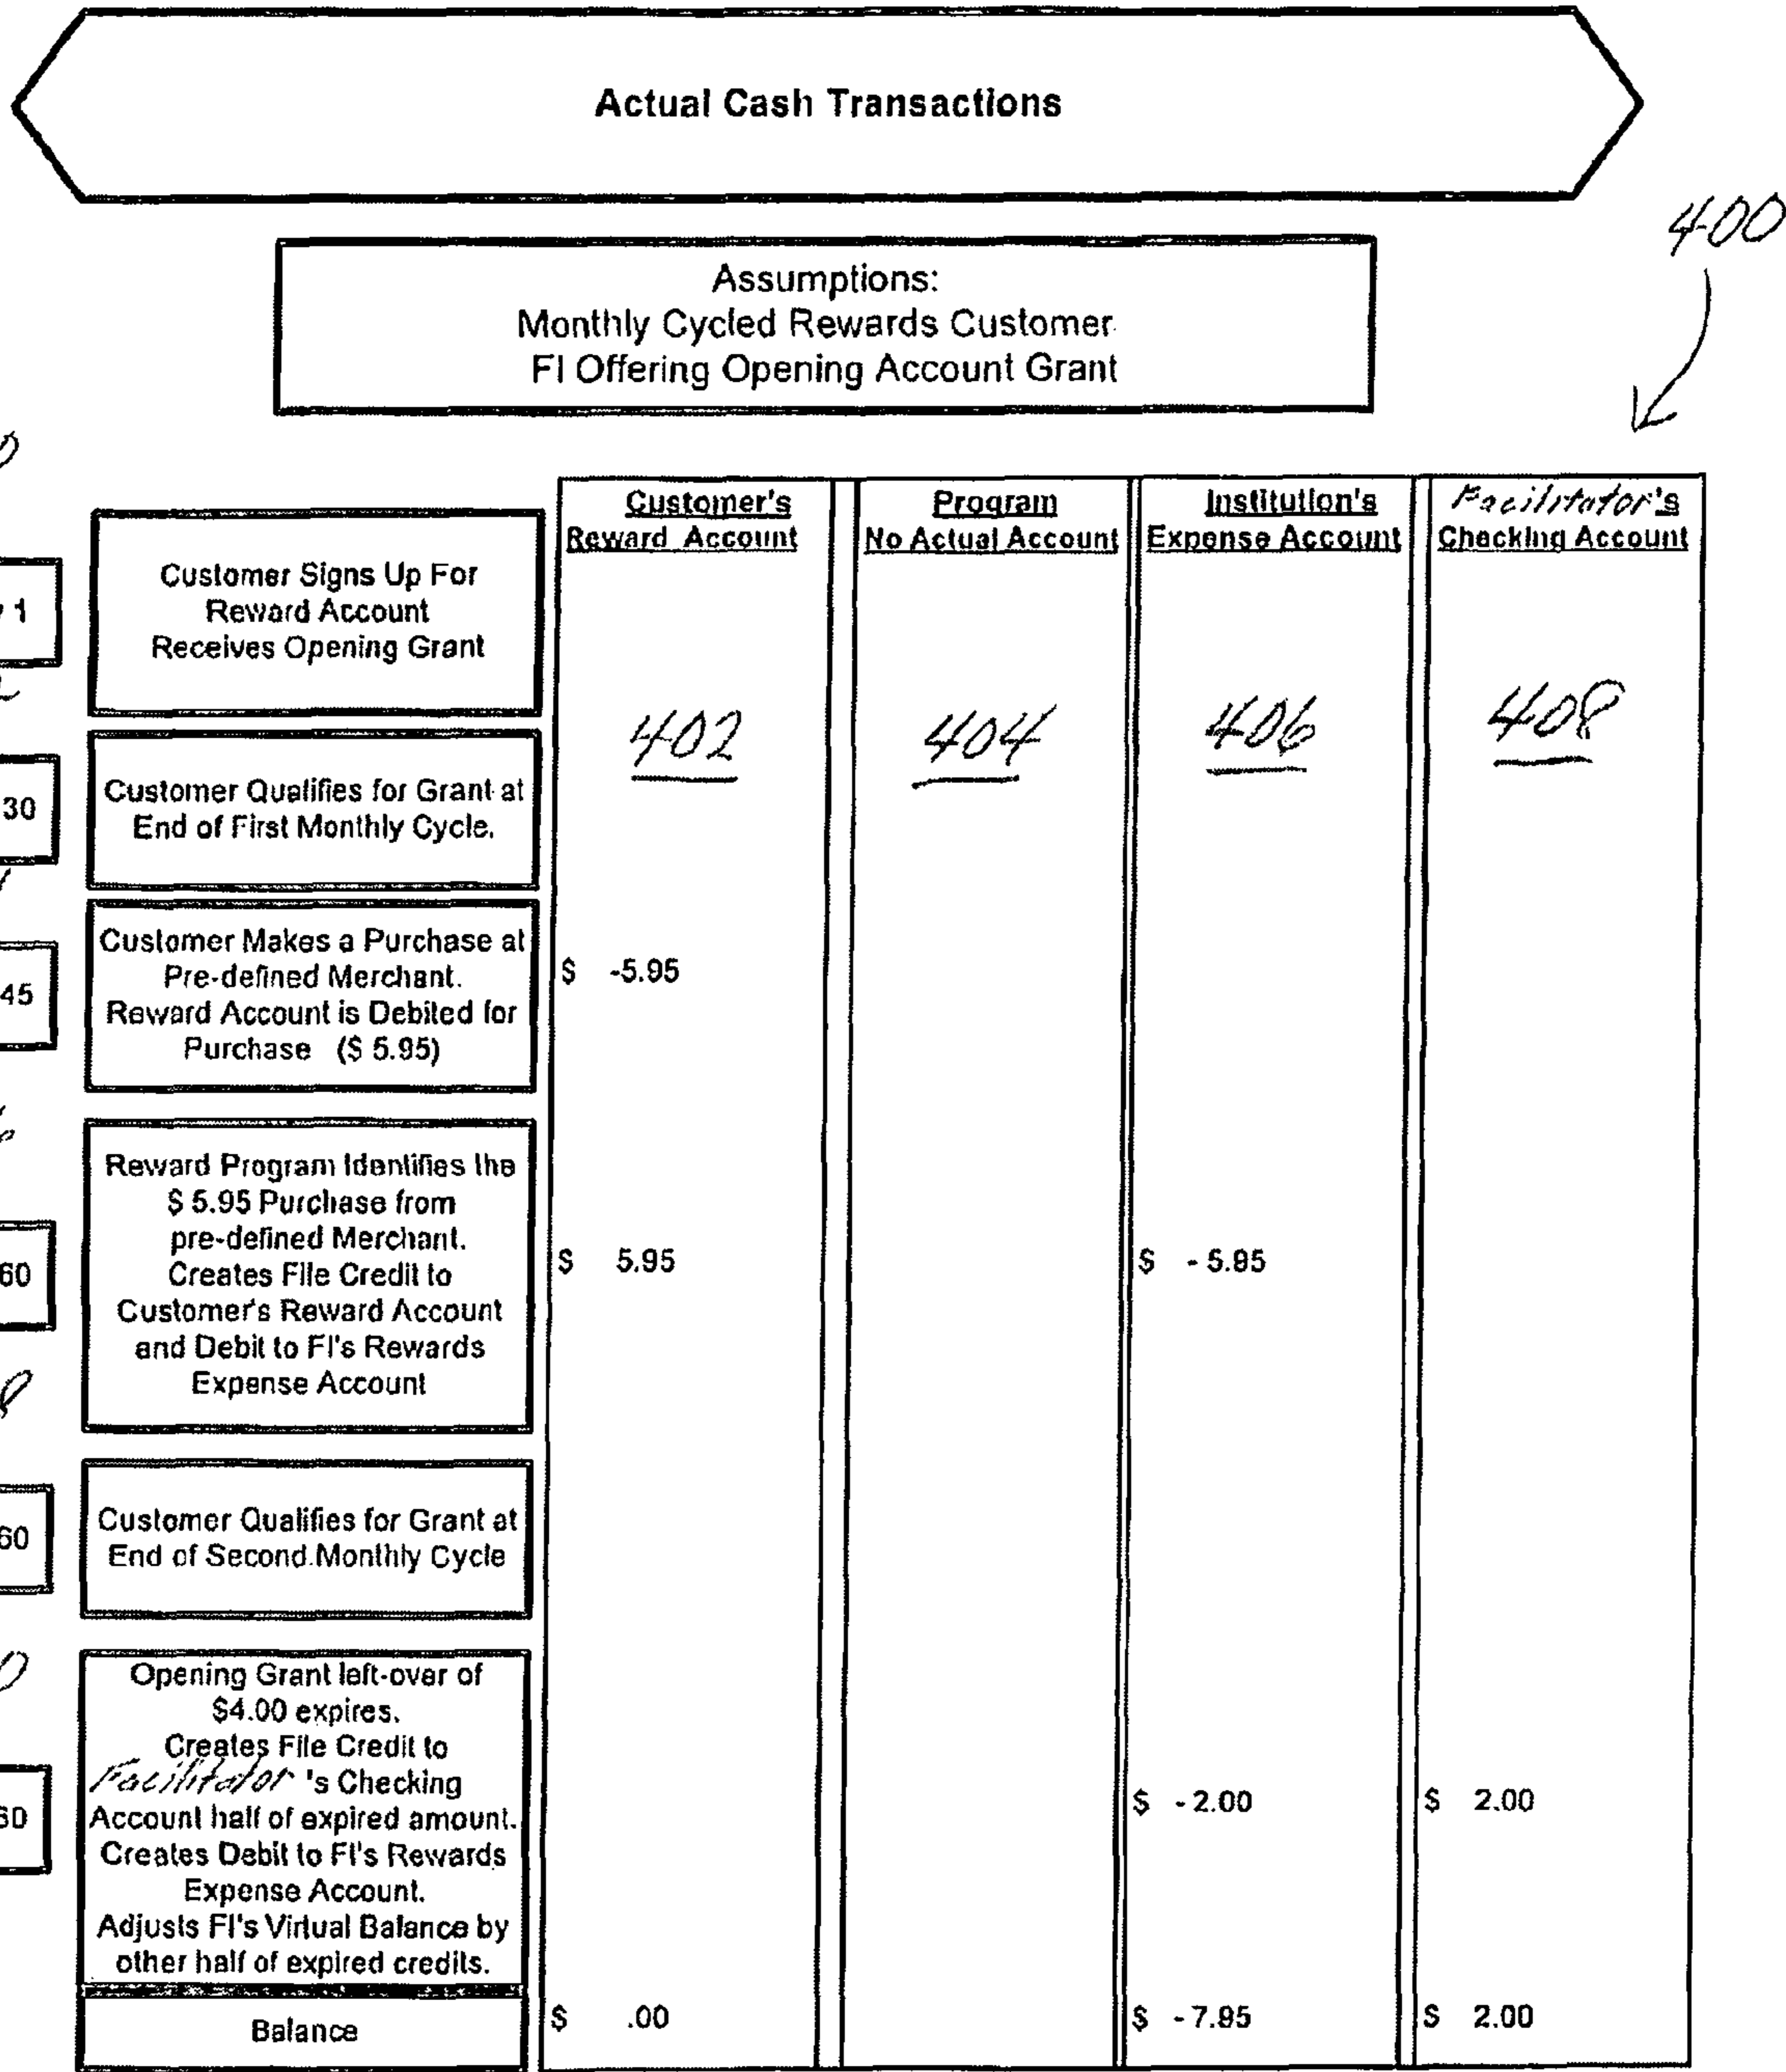 Actual Cash Transactions
400
Assumptions:
Monthly Cycled Rewards Customer
FI Offering Opening Account Grant
Customer's
Reward Account
Program
No Actual Account
Institution's
Expense Account
Facilitator's
Checking Account
402
404
406
408
1
Customer Signs Up For
Reward Account
Receives Opening Grant
30
Customer Qualifies for Grant at
End of First Monthly Cycle.
45
Customer Makes a Purchase at
Pre-defined Merchant.
Reward Account is Debited for
Purchase ($ 5.95)
$ -5.95
60
Reward Program Identifies the
$ 5.95 Purchase from
pre-defined Merchant.
Creates File Credit to
Customer's Reward Account
and Debit to FI's Rewards
Expense Account
$ 5.95
$ - 5.95
60
Customer Qualifies for Grant at
End of Second Monthly Cycle
60
Opening Grant left-over of
$4.00 expires.
Creates File Credit to
Facilitator's Checking
Account half of expired amount.
Creates Debit to FI's Rewards
Expense Account.
Adjusts FI's Virtual Balance by
other half of expired credits.
$ - 2.00
$ 2.00
Balance
$ .00
$ - 7.95
$ 2.00